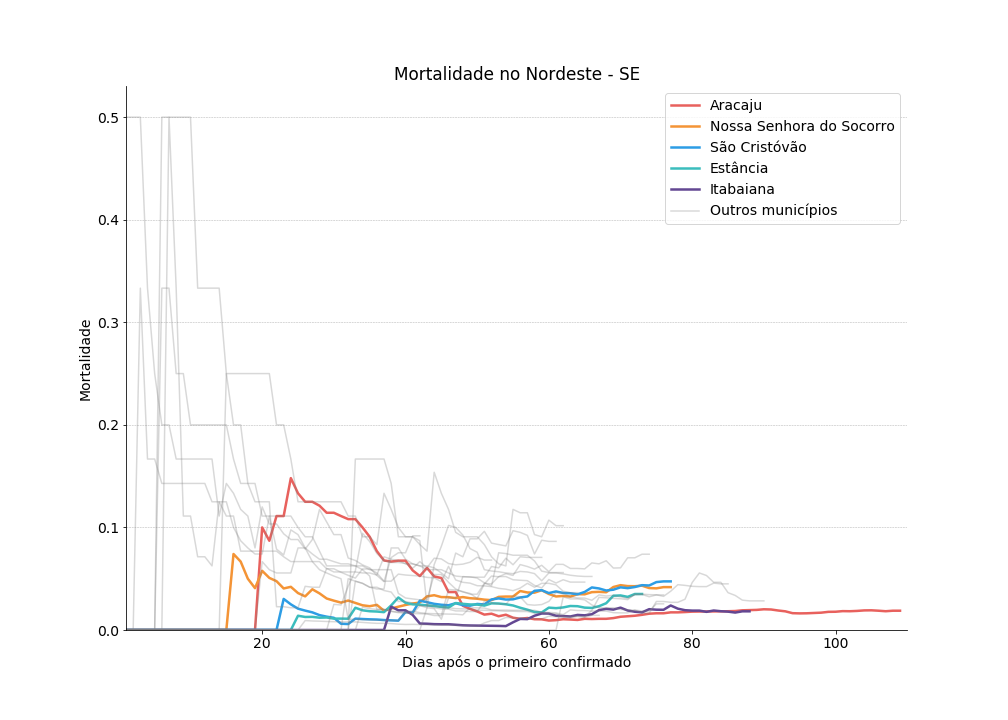 Mortalidade no Nordeste - SE
Aracaju
Nossa Senhora do Socorro
São Cristóvão
Estância
Itabaiana
Outros municípios
Mortalidade
0.5
0.4
0.3
0.2
0.1
0.0
20
40
60
80
100
Dias após o primeiro confirmado